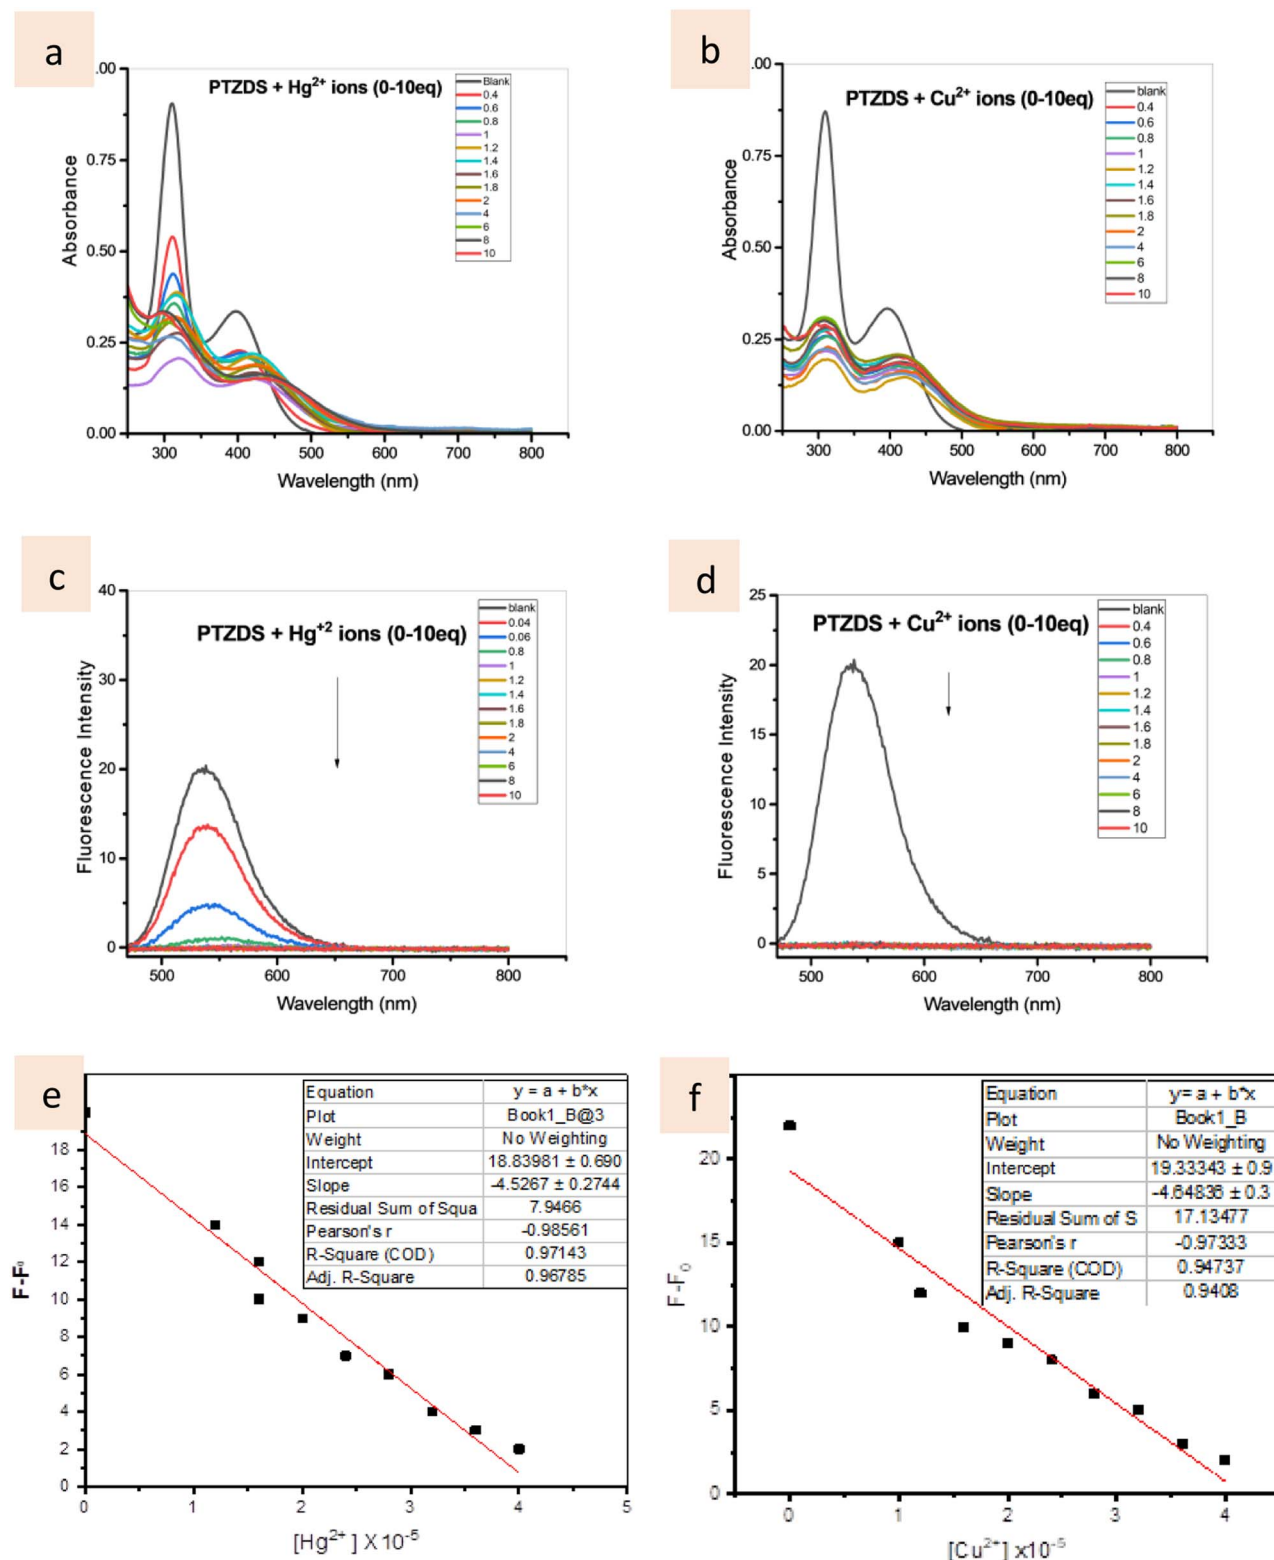 a
PTZDS + Hg²⁺ ions (0-10eq)
Blank
0.4
0.6
0.8
1
1.2
1.4
1.6
1.8
2
4
6
8
10
.00
0.75
0.50
0.25
0.00
Absorbance
300 400 500 600 700 800
Wavelength (nm)
b
PTZDS + Cu²⁺ ions (0-10eq)
blank
0.4
0.6
0.8
1
1.2
1.4
1.6
1.8
2
4
6
8
10
.00
0.75
0.50
0.25
0.00
Absorbance
300 400 500 600 700 800
Wavelength (nm)
c
PTZDS + Hg⁺² ions (0-10eq)
blank
0.04
0.06
0.8
1
1.2
1.4
1.6
1.8
2
4
6
8
10
40
30
20
10
0
Fluorescence Intensity
500 600 700 800
Wavelength (nm)
d
PTZDS + Cu²⁺ ions (0-10eq)
blank
0.4
0.6
0.8
1
1.2
1.4
1.6
1.8
2
4
6
8
10
25
20
15
10
5
0
Fluorescence Intensity
500 600 700 800
Wavelength (nm)
e
Equation y = a + b*x
Plot Book1_B@3
Weight No Weighting
Intercept 18.83981 ± 0.690
Slope -4.5267 ± 0.2744
Residual Sum of Squa 7.9466
Pearson's r -0.98561
R-Square (COD) 0.97143
Adj. R-Square 0.96785
18
16
14
12
10
8
6
4
2
0
F-F₀
0 1 2 3 4 5
[Hg²⁺] X 10⁻⁵
f
Equation y= a + b*x
Plot Book1_B
Weight No Weighting
Intercept 19.33343 ± 0.9
Slope -4.64836 ± 0.3
Residual Sum of S 17.13477
Pearson's r -0.97333
R-Square (COD) 0.94737
Adj. R-Square 0.9408
20
15
10
5
0
F-F₀
0 1 2 3 4
[Cu²⁺] x10⁻⁵